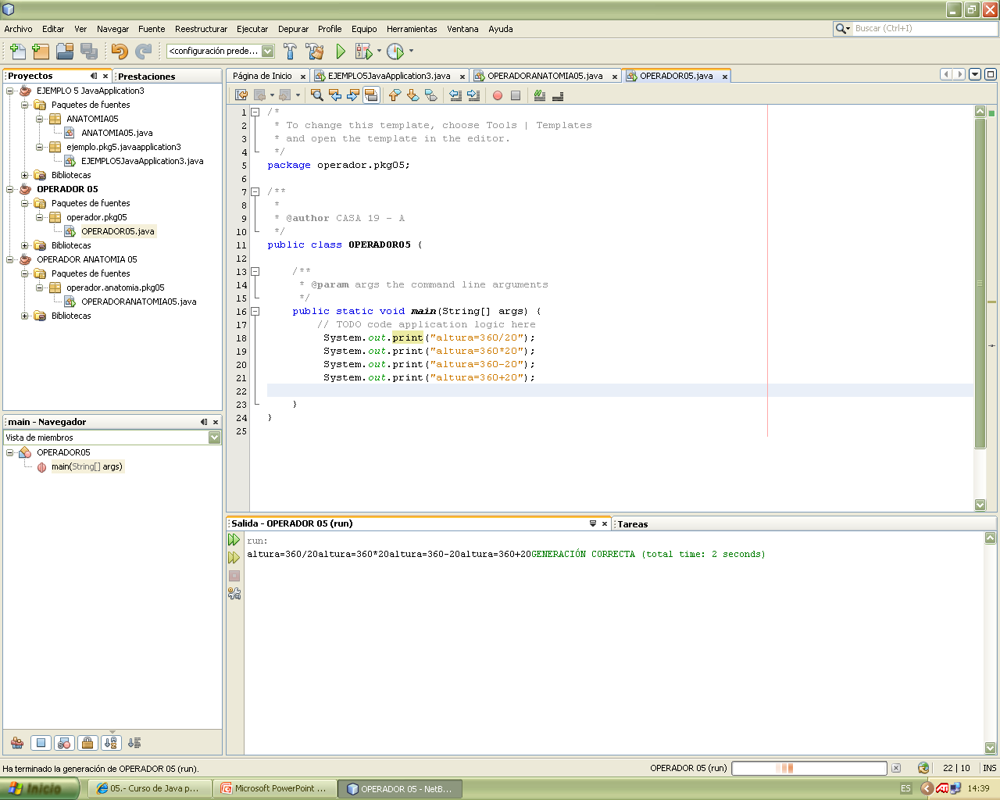 Archivo Editar Ver Navegar Fuente Reestructurar Ejecutar Depurar Profile Equipo Herramientas Ventana Ayuda
Buscar (Ctrl+I)
<configuración prede...
Proyectos
Prestaciones
EJEMPLO 5 JavaApplication3
Paquetes de fuentes
ANATOMIA05
ANATOMIA05.java
ejemplo.pkg5.javaapplication3
EJEMPLO5JavaApplication3.java
Bibliotecas
OPERADOR 05
Paquetes de fuentes
operador.pkg05
OPERADOR05.java
Bibliotecas
OPERADOR ANATOMIA 05
Paquetes de fuentes
operador.anatomia.pkg05
OPERADORANATOMIA05.java
Bibliotecas
main - Navegador
Vista de miembros
OPERADOR05
main(String[] args)
Página de Inicio EJEMPLO5JavaApplication3.java OPERADORANATOMIA05.java OPERADOR05.java
1 /*
2 * To change this template, choose Tools | Templates
3 * and open the template in the editor.
4 */
5 package operador.pkg05;
6
7 /**
8 *
9 * @author CASA 19 - A
10 */
11 public class OPERADOR05 {
12
13 /**
14 * @param args the command line arguments
15 */
16 public static void main(String[] args) {
17 // TODO code application logic here
18 System.out.print("altura=360/20");
19 System.out.print("altura=360*20");
20 System.out.print("altura=360-20");
21 System.out.print("altura=360+20");
22
23 }
24 }
25
Salida - OPERADOR 05 (run)
Tareas
run:
altura=360/20altura=360*20altura=360-20altura=360+20GENERACIÓN CORRECTA (total time: 2 seconds)
Ha terminado la generación de OPERADOR 05 (run).
OPERADOR 05 (run)
22 | 10 INS
Inicio
05.- Curso de Java p...
Microsoft PowerPoint ...
OPERADOR 05 - NetB...
ES
14:39